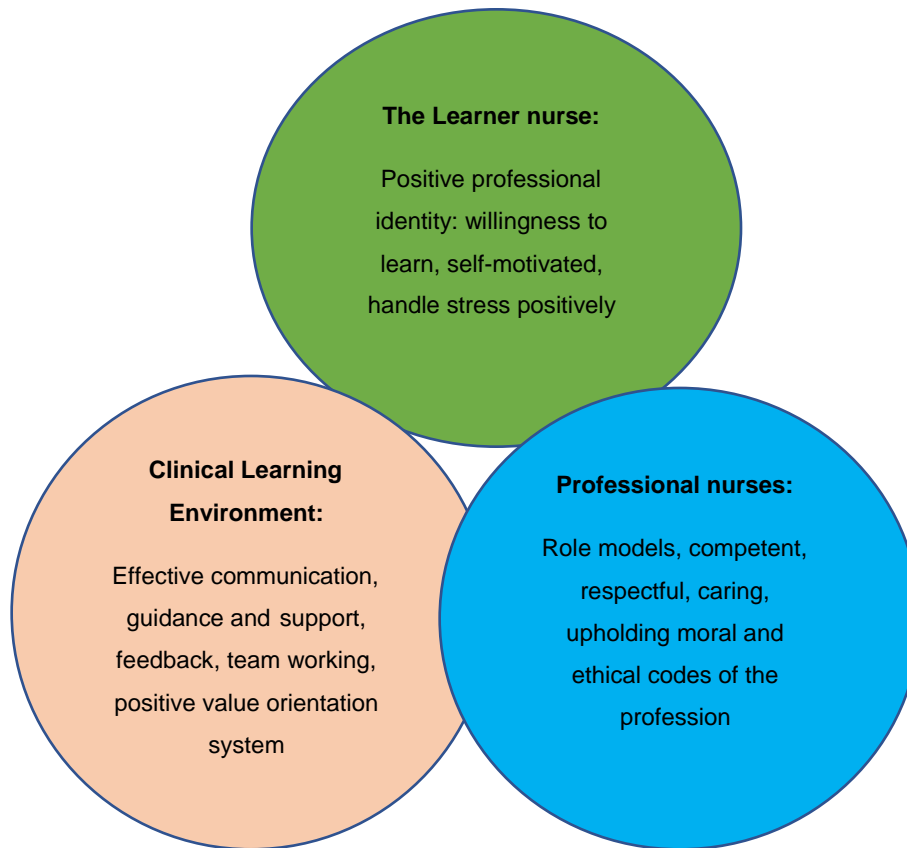 The Learner nurse:
Positive professional
identity: willingness to
learn, self-motivated,
handle stress positively
Clinical Learning
Environment:
Effective communication,
guidance and support,
feedback, team working,
positive value orientation
system
Professional nurses:
Role models, competent,
respectful, caring,
upholding moral and
ethical codes of the
profession